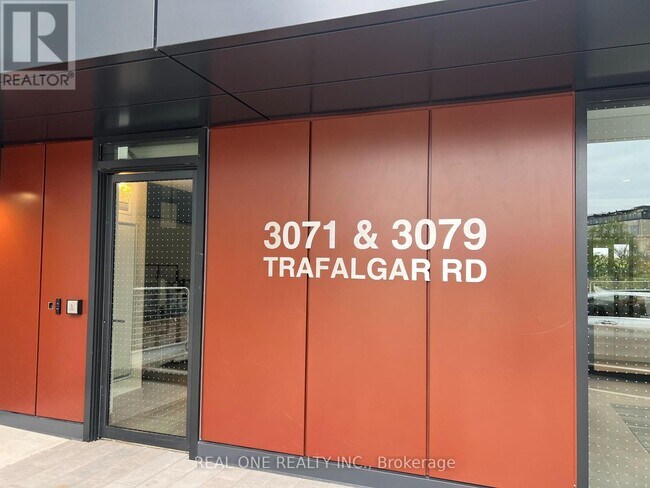 R
REALTOR®
3071 & 3079
TRAFALGAR RD
REAL ONE REALTY INC., Brokerage